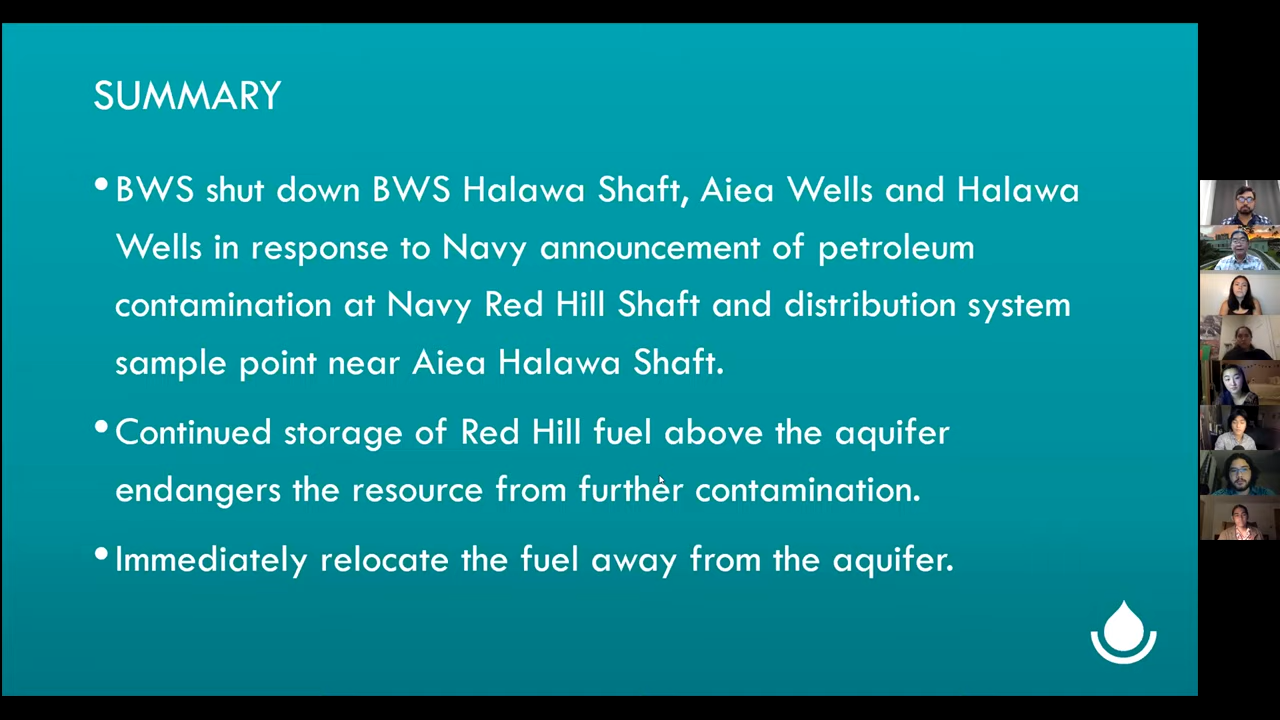 SUMMARY
•BWS shut down BWS Halawa Shaft, Aiea Wells and Halawa
Wells in response to Navy announcement of petroleum
contamination at Navy Red Hill Shaft and distribution system
sample point near Aiea Halawa Shaft.
•Continued storage of Red Hill fuel above the aquifer
endangers the resource from further contamination.
•Immediately relocate the fuel away from the aquifer.